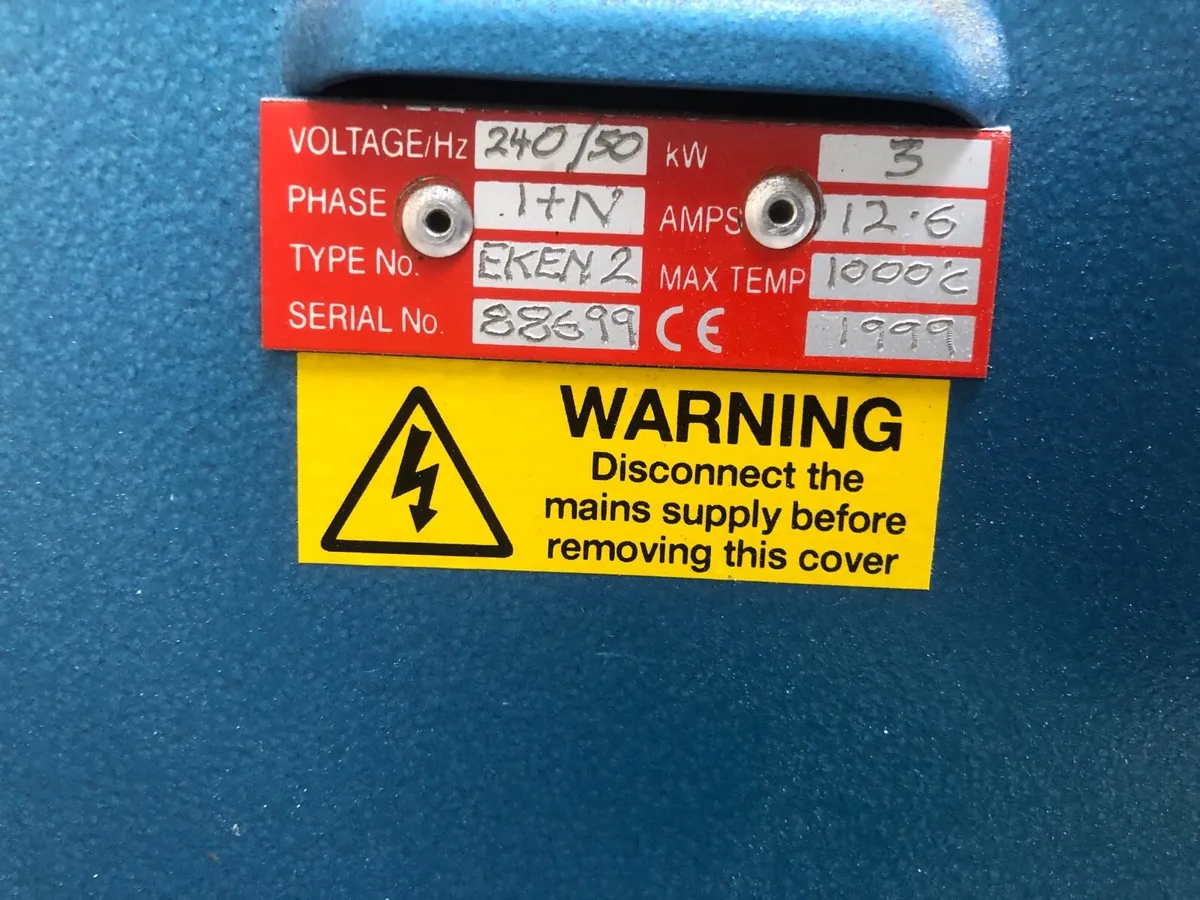 VOLTAGE/Hz 240/50 kW 3
PHASE 1+N AMPS 12.6
TYPE No. EKEN 2 MAX TEMP 1000°C
SERIAL No. 88699 CE 1999
WARNING
Disconnect the
mains supply before
removing this cover